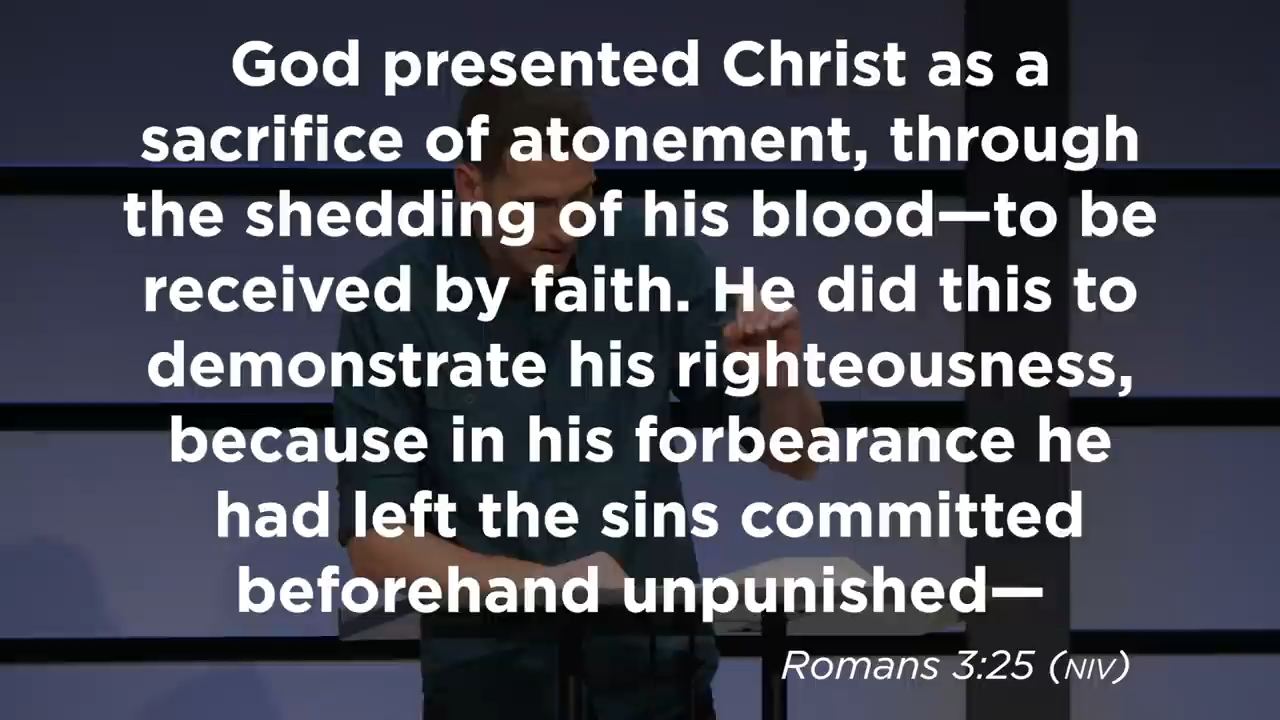 God presented Christ as a
sacrifice of atonement, through
the shedding of his blood—to be
received by faith. He did this to
demonstrate his righteousness,
because in his forbearance he
had left the sins committed
beforehand unpunished—
Romans 3:25 (NIV)